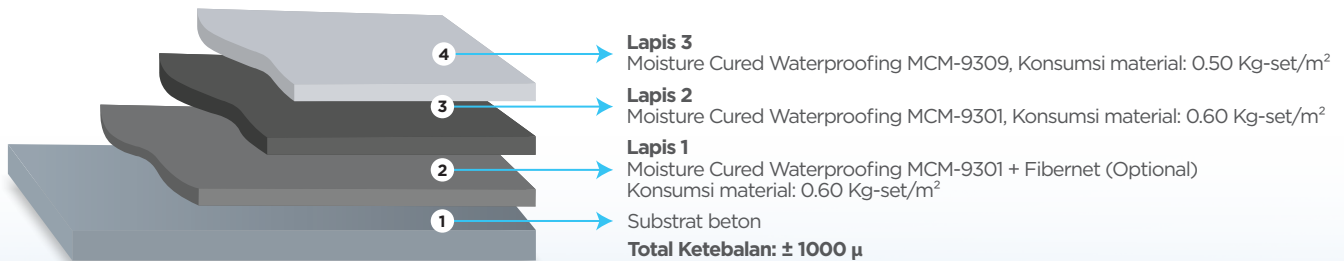 4
Lapis 3
Moisture Cured Waterproofing MCM-9309, Konsumsi material: 0.50 Kg-set/m²
3
Lapis 2
Moisture Cured Waterproofing MCM-9301, Konsumsi material: 0.60 Kg-set/m²
2
Lapis 1
Moisture Cured Waterproofing MCM-9301 + Fibernet (Optional)
Konsumsi material: 0.60 Kg-set/m²
1
Substrat beton
Total Ketebalan: ± 1000 µ